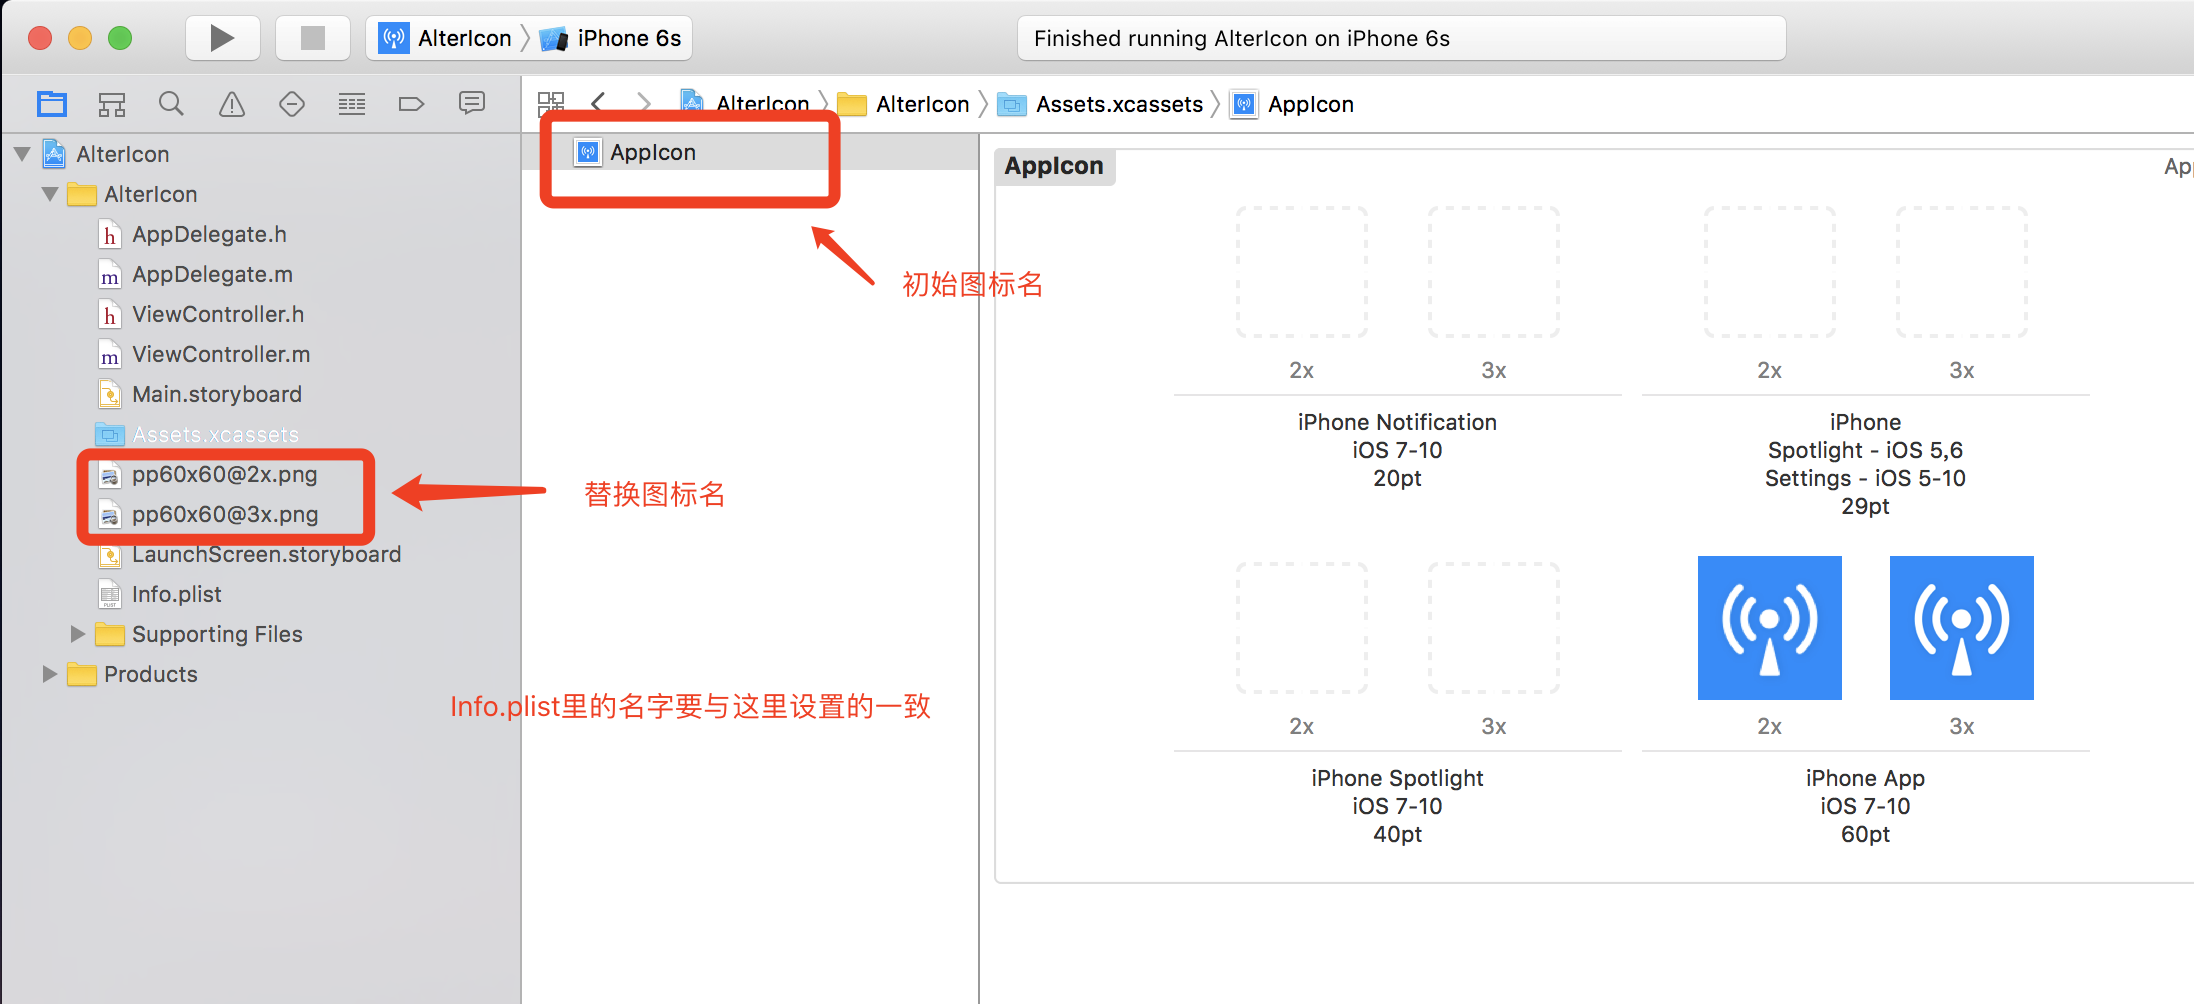 AlterIcon
iPhone 6s
Finished running AlterIcon on iPhone 6s
AlterIcon
AlterIcon
Assets.xcassets
AppIcon
AlterIcon
AlterIcon
AppDelegate.h
AppDelegate.m
ViewController.h
ViewController.m
Main.storyboard
Assets.xcassets
pp60x60@2x.png
pp60x60@3x.png
LaunchScreen.storyboard
Info.plist
Supporting Files
Products
AppIcon
初始图标名
替换图标名
Info.plist里的名字要与这里设置的一致
AppIcon
App
2x
3x
iPhone Notification
iOS 7-10
20pt
2x
3x
iPhone
Spotlight - iOS 5,6
Settings - iOS 5-10
29pt
2x
3x
iPhone Spotlight
iOS 7-10
40pt
2x
3x
iPhone App
iOS 7-10
60pt